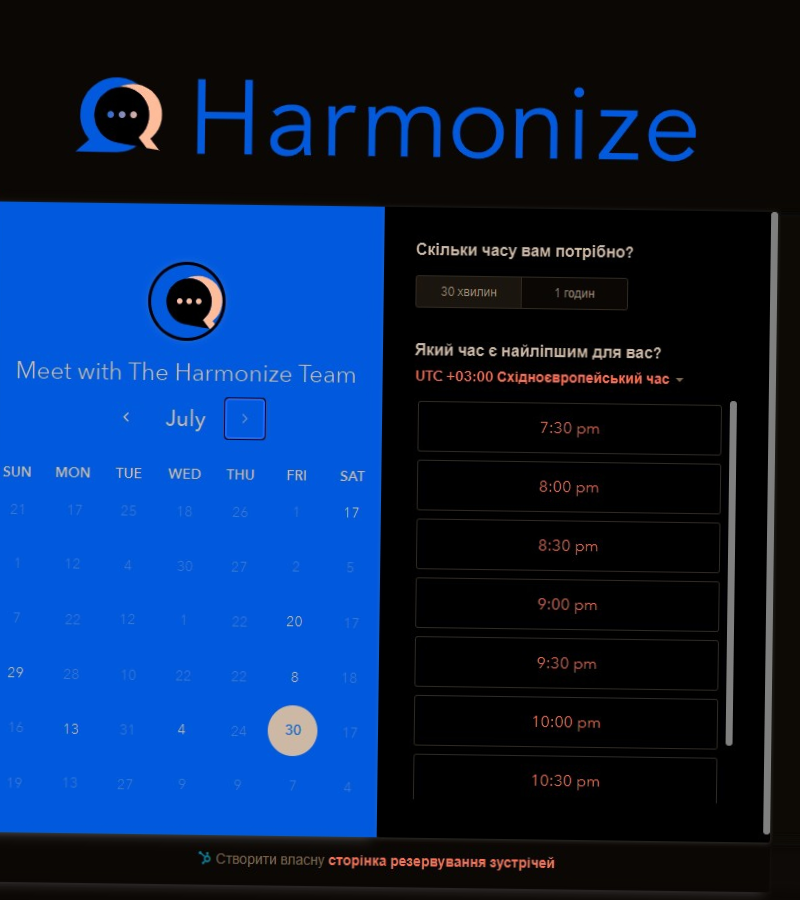 Harmonize
Meet with The Harmonize Team
July
SUN MON TUE WED THU FRI SAT
21 17 25 18 26 1 17
1 12 4 30 27 2 5
7 22 12 1 22 20 17
29 28 10 22 22 8 18
16 13 31 4 24 30 17
19 13 27 9 9 7 4
Скільки часу вам потрібно?
30 хвилин 1 годин
Який час є найліпшим для вас?
UTC +03:00 Східноєвропейський час
7:30 pm
8:00 pm
8:30 pm
9:00 pm
9:30 pm
10:00 pm
10:30 pm
Створити власну сторінка резервування зустрічей